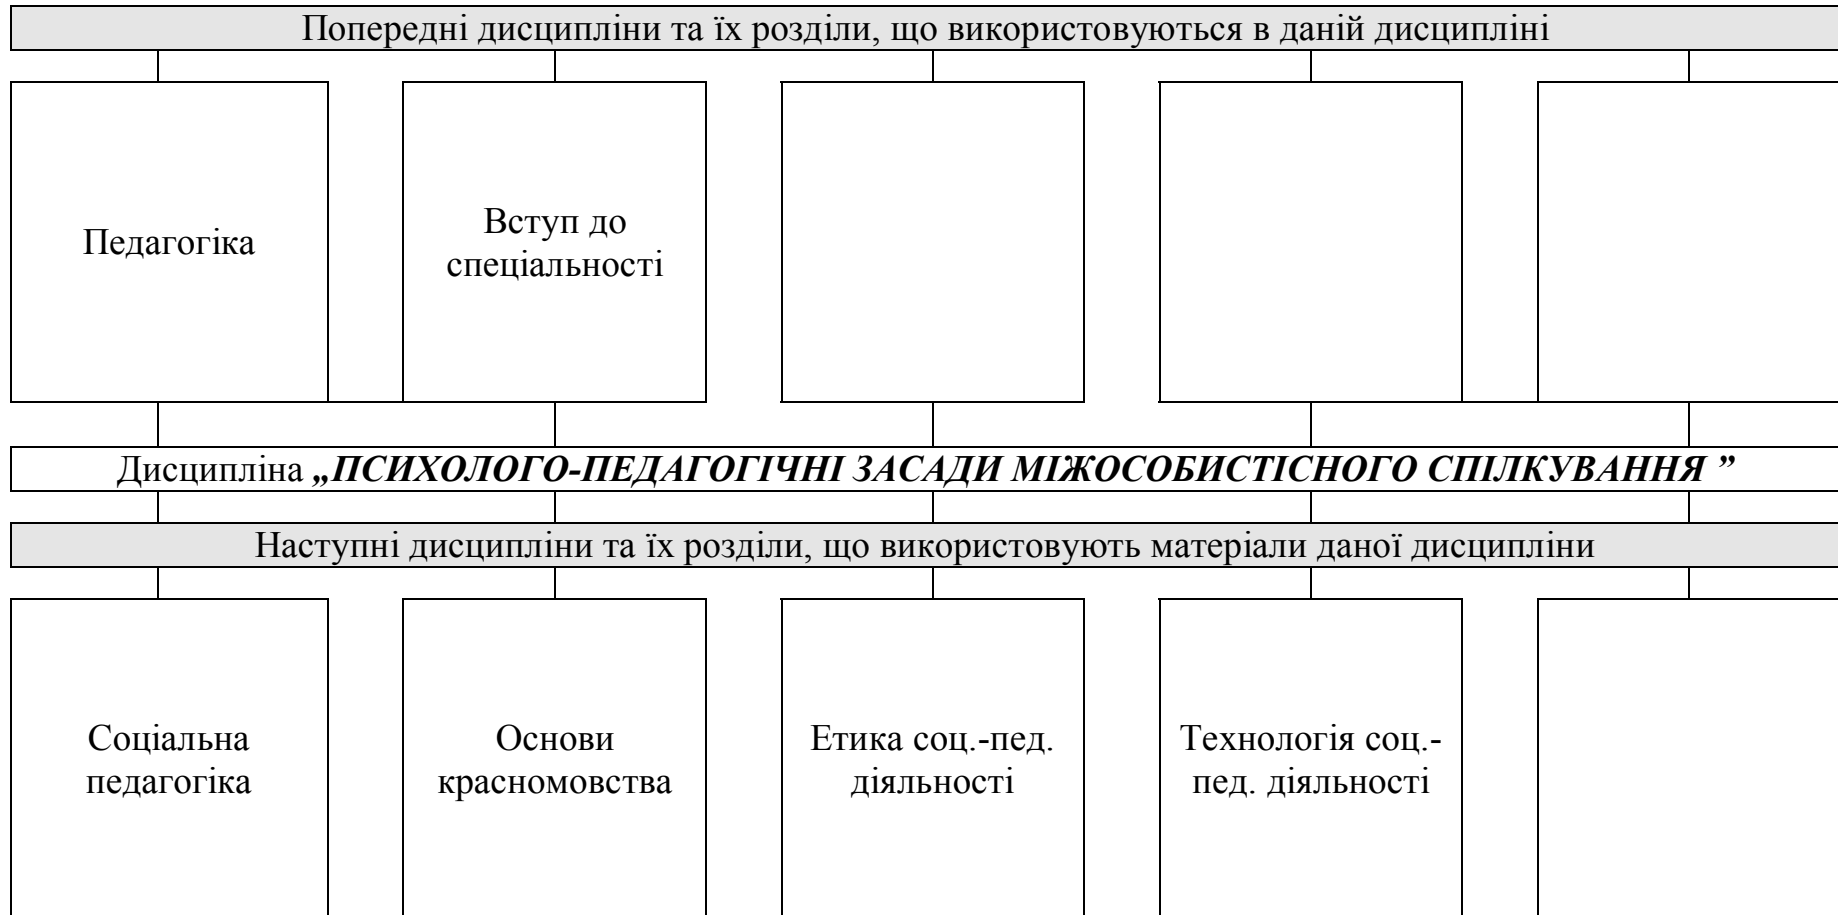 Попередні дисципліни та їх розділи, що використовуються в даній дисципліні
Педагогіка
Вступ до
спеціальності
Дисципліна „ПСИХОЛОГО-ПЕДАГОГІЧНІ ЗАСАДИ МІЖОСОБИСТІСНОГО СПІЛКУВАННЯ ”
Наступні дисципліни та їх розділи, що використовують матеріали даної дисципліни
Соціальна
педагогіка
Основи
красномовства
Етика соц.-пед.
діяльності
Технологія соц.-
пед. діяльності